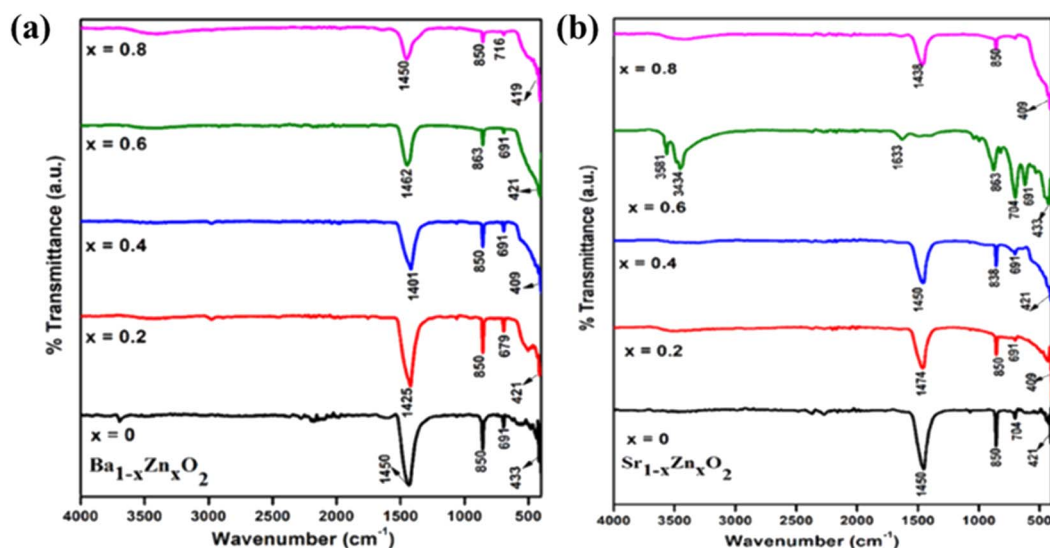 (a)
% Transmittance (a.u.)
x = 0.8
1450
850
716
419
x = 0.6
1462
863
691
421
x = 0.4
1401
850
691
409
x = 0.2
1425
850
679
421
x = 0
Ba1-xZnxO2
1450
850
691
433
4000 3500 3000 2500 2000 1500 1000 500
Wavenumber (cm-1)
(b)
% Transmittance (a.u.)
x = 0.8
1438
850
409
3581
3434
1633
863
704
691
433
x = 0.6
x = 0.4
1450
838
691
421
x = 0.2
1474
850
691
409
x = 0
Sr1-xZnxO2
1450
850
704
421
4000 3000 2500 2000 1500 1000 500
Wavenumber (cm-1)